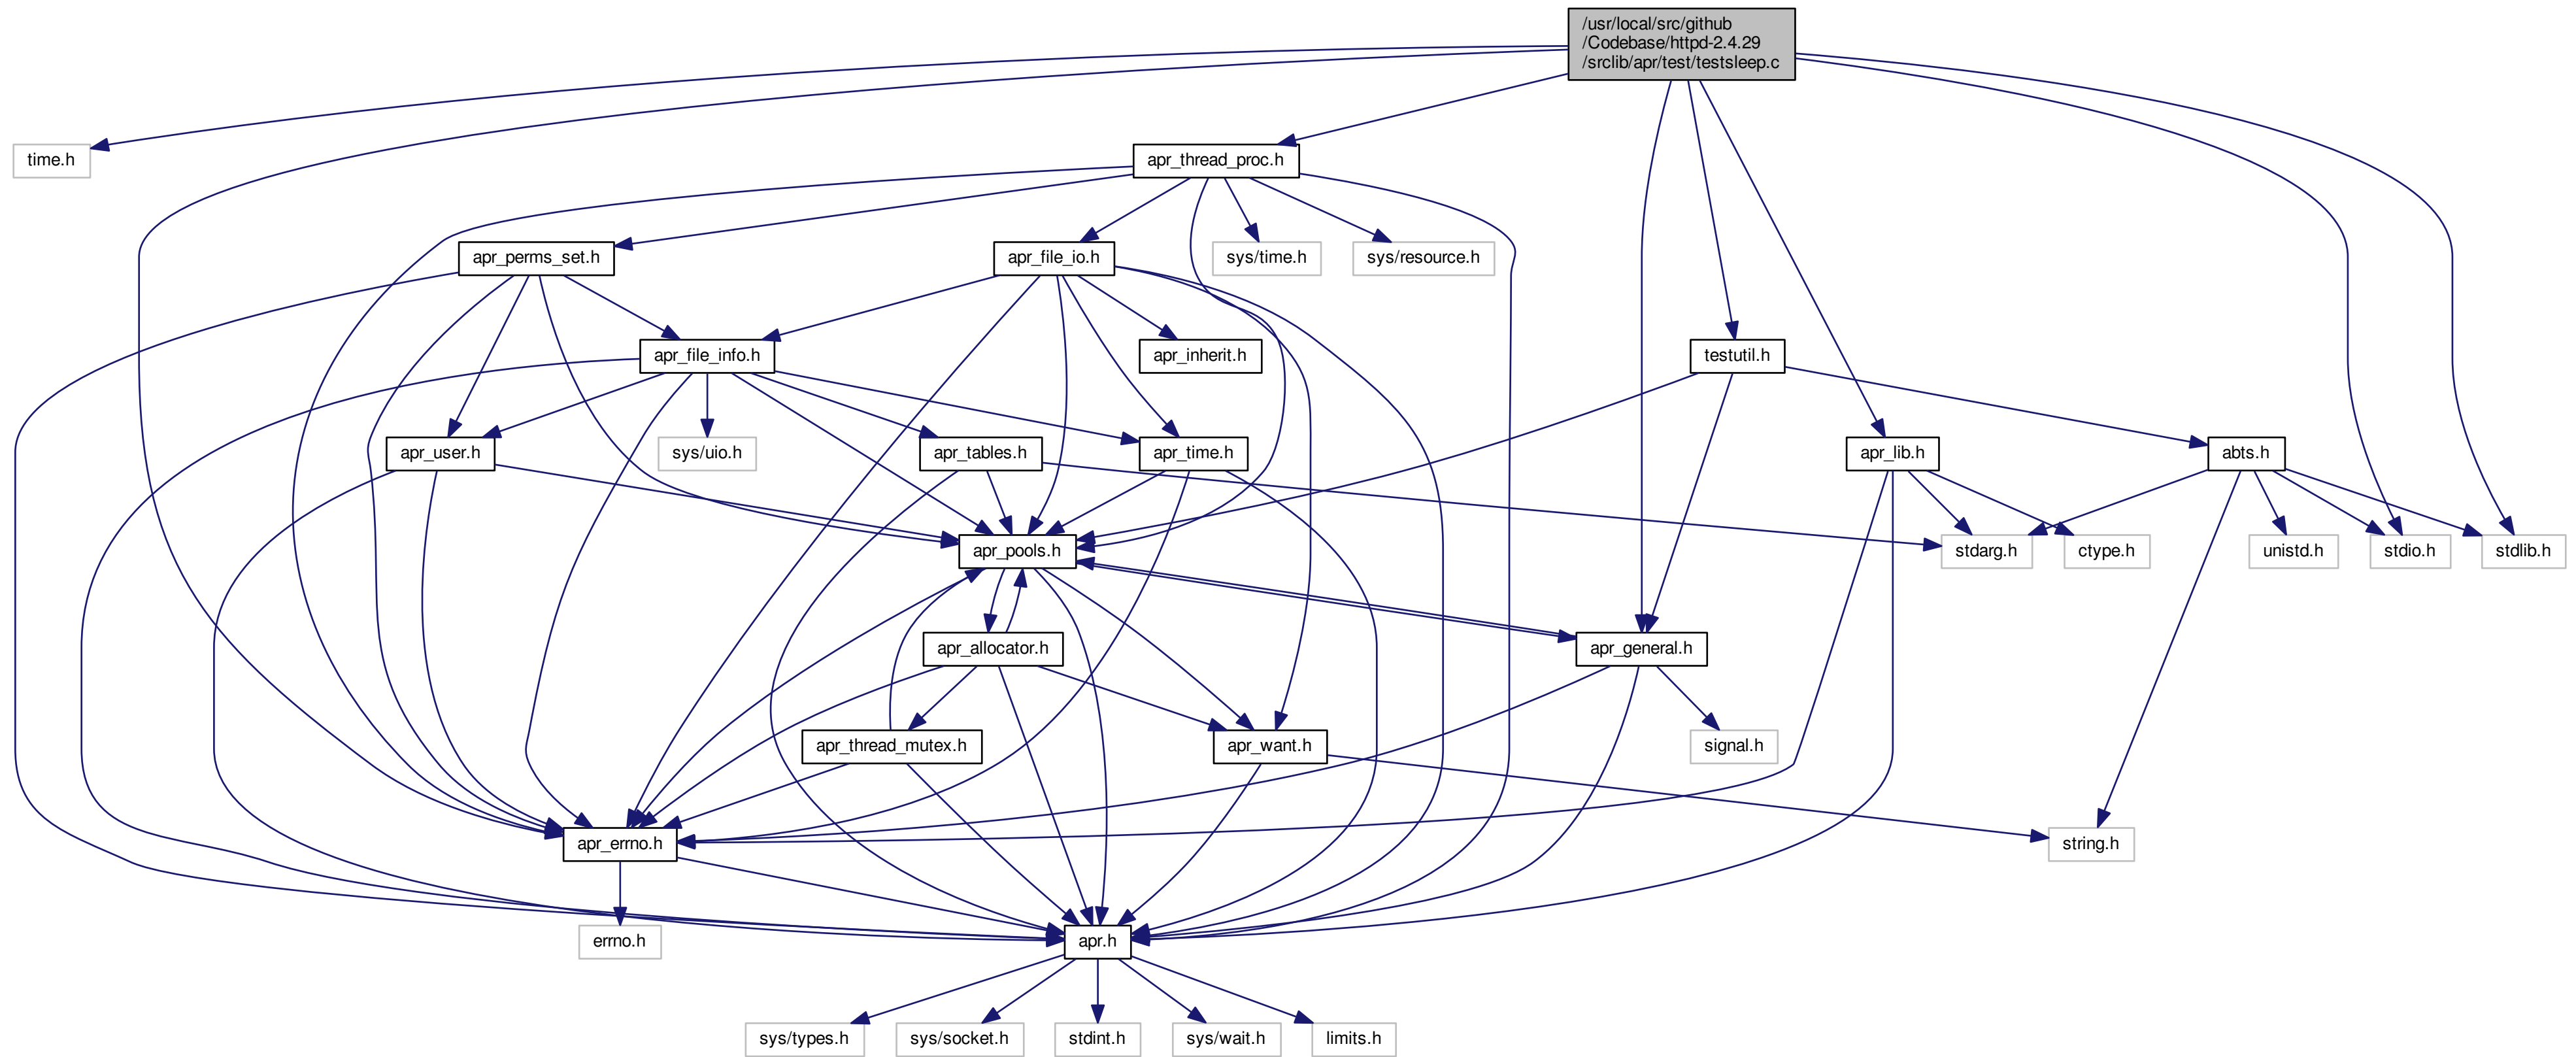 /usr/local/src/github
/Codebase/httpd-2.4.29
/srclib/apr/test/testsleep.c
time.h
apr_thread_proc.h
apr_perms_set.h
apr_file_io.h
sys/time.h
sys/resource.h
apr_file_info.h
apr_inherit.h
testutil.h
apr_user.h
sys/uio.h
apr_tables.h
apr_time.h
apr_lib.h
abts.h
apr_pools.h
stdarg.h
ctype.h
unistd.h
stdio.h
stdlib.h
apr_allocator.h
apr_general.h
apr_thread_mutex.h
apr_want.h
signal.h
apr_errno.h
string.h
errno.h
apr.h
sys/types.h
sys/socket.h
stdint.h
sys/wait.h
limits.h